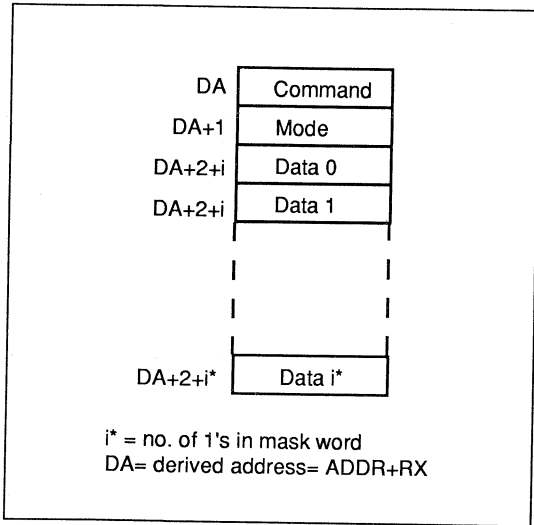 DA Command
DA+1 Mode
DA+2+i Data 0
DA+2+i Data 1
DA+2+i* Data i*
i* = no. of 1's in mask word
DA= derived address= ADDR+RX